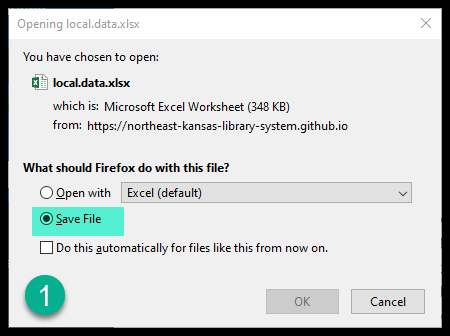 Opening local.data.xlsx
You have chosen to open:
local.data.xlsx
which is: Microsoft Excel Worksheet (348 KB)
from: https://northeast-kansas-library-system.github.io
What should Firefox do with this file?
Open with Excel (default)
Save File
Do this automatically for files like this from now on.
1
OK Cancel